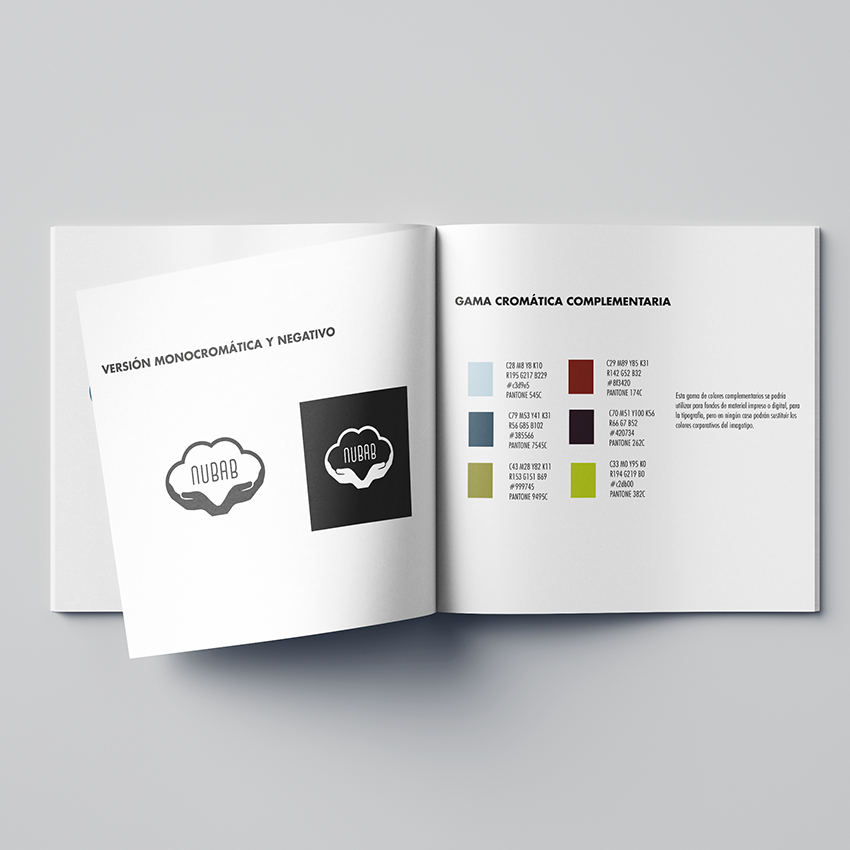 VERSIÓN MONOCROMÁTICA Y NEGATIVO
NUBAB
NUBAB
GAMA CROMÁTICA COMPLEMENTARIA
C28 M8 Y8 K10
R195 G217 B229
#c3d9e5
PANTONE 545C
C79 M53 Y41 K31
R56 G85 B102
#385566
PANTONE 7545C
C43 M28 Y82 K11
R153 G151 B69
#999745
PANTONE 9495C
C29 M89 Y85 K31
R142 G52 B32
#8f3420
PANTONE 174C
C70 M51 Y100 K56
R66 G7 B52
#420734
PANTONE 262C
C33 M0 Y95 K0
R194 G219 B0
#c2db00
PANTONE 382C
Esta gama de colores complementarios se podría
utilizar para fondos de material impreso o digital, para
la tipografía, pero en ningún caso podrán sustituir los
colores corporativos del imagotipo.